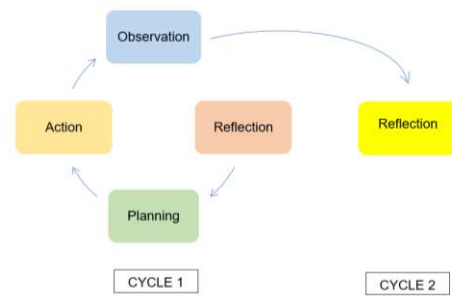 Observation
Action
Reflection
Reflection
Planning
CYCLE 1
CYCLE 2